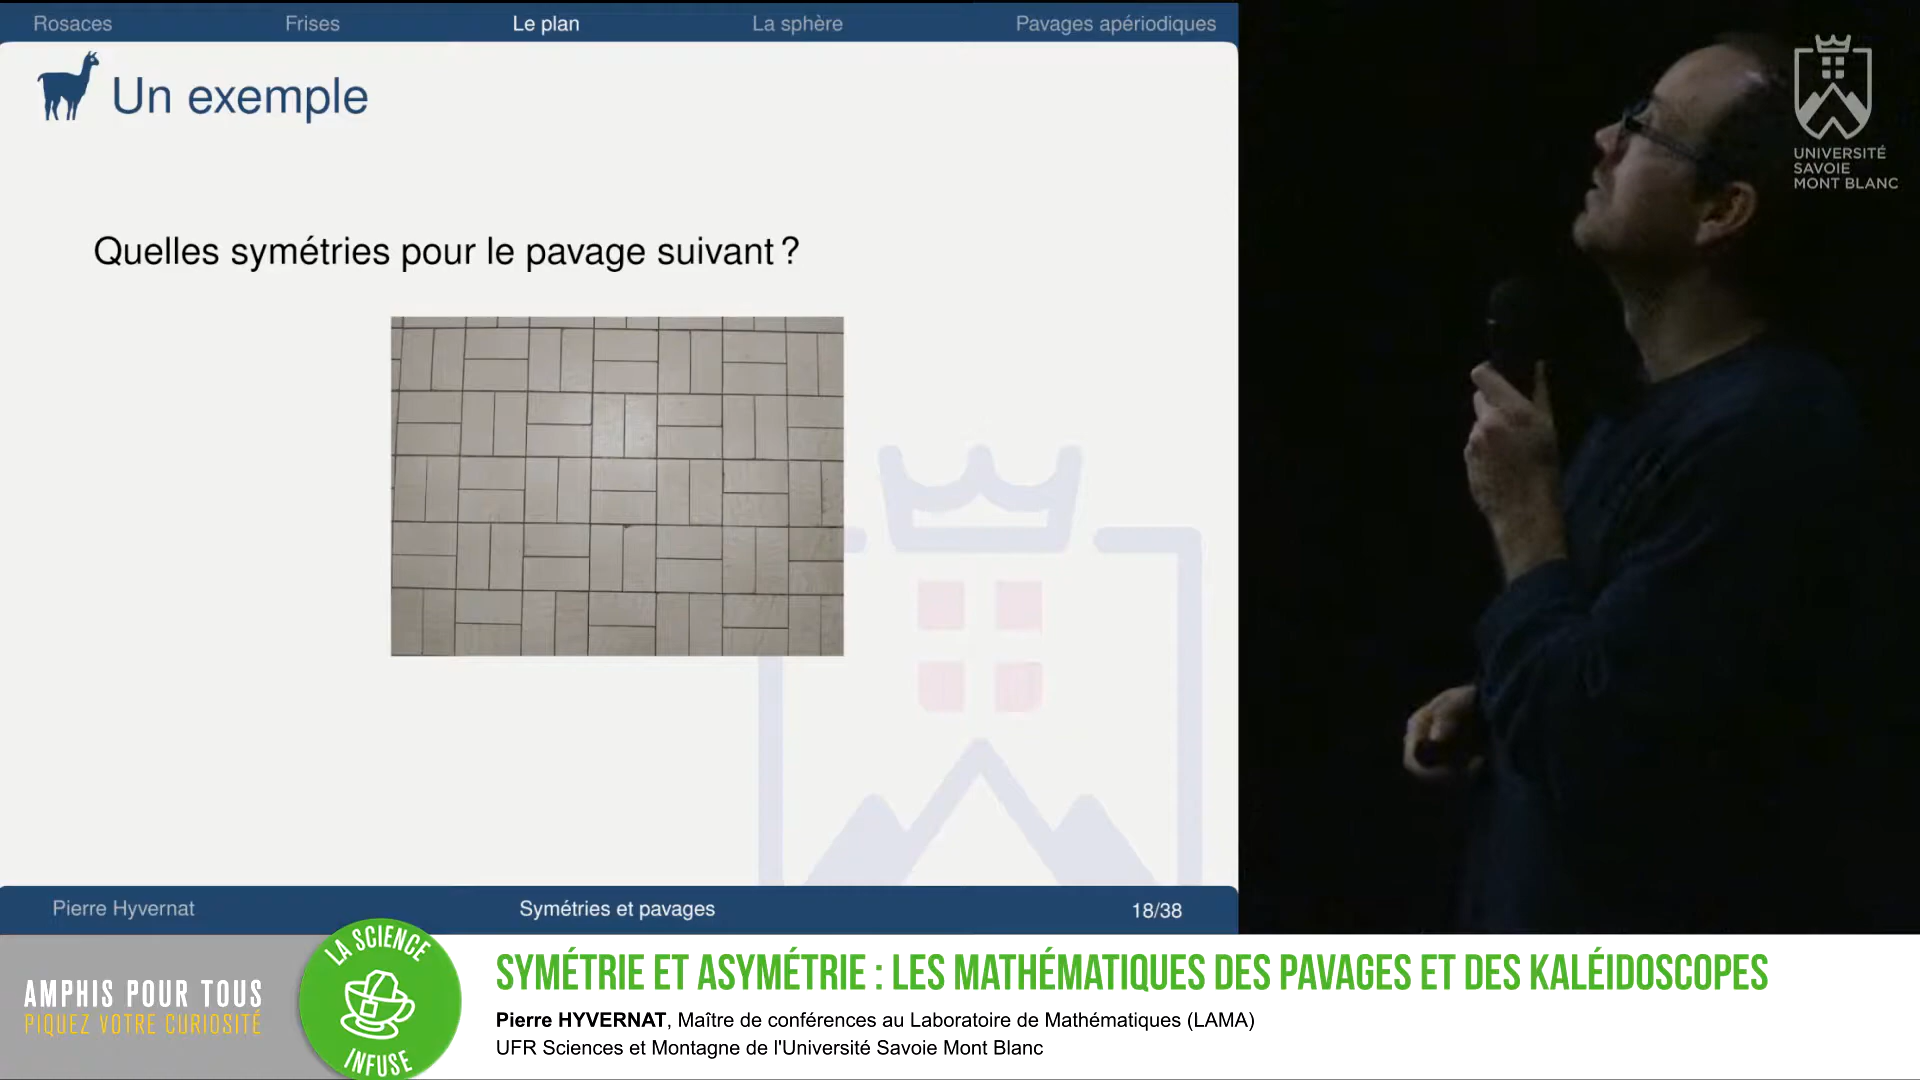 Rosaces
Frises
Le plan
La sphère
Pavages apériodiques
Un exemple
Quelles symétries pour le pavage suivant ?
Pierre Hyvernat
Symétries et pavages
18/38
UNIVERSITÉ
SAVOIE
MONT BLANC
AMPHIS POUR TOUS
PIQUEZ VOTRE CURIOSITÉ
LA SCIENCE
INFUSE
SYMÉTRIE ET ASYMÉTRIE : LES MATHÉMATIQUES DES PAVAGES ET DES KALÉIDOSCOPES
Pierre HYVERNAT, Maître de conférences au Laboratoire de Mathématiques (LAMA)
UFR Sciences et Montagne de l'Université Savoie Mont Blanc